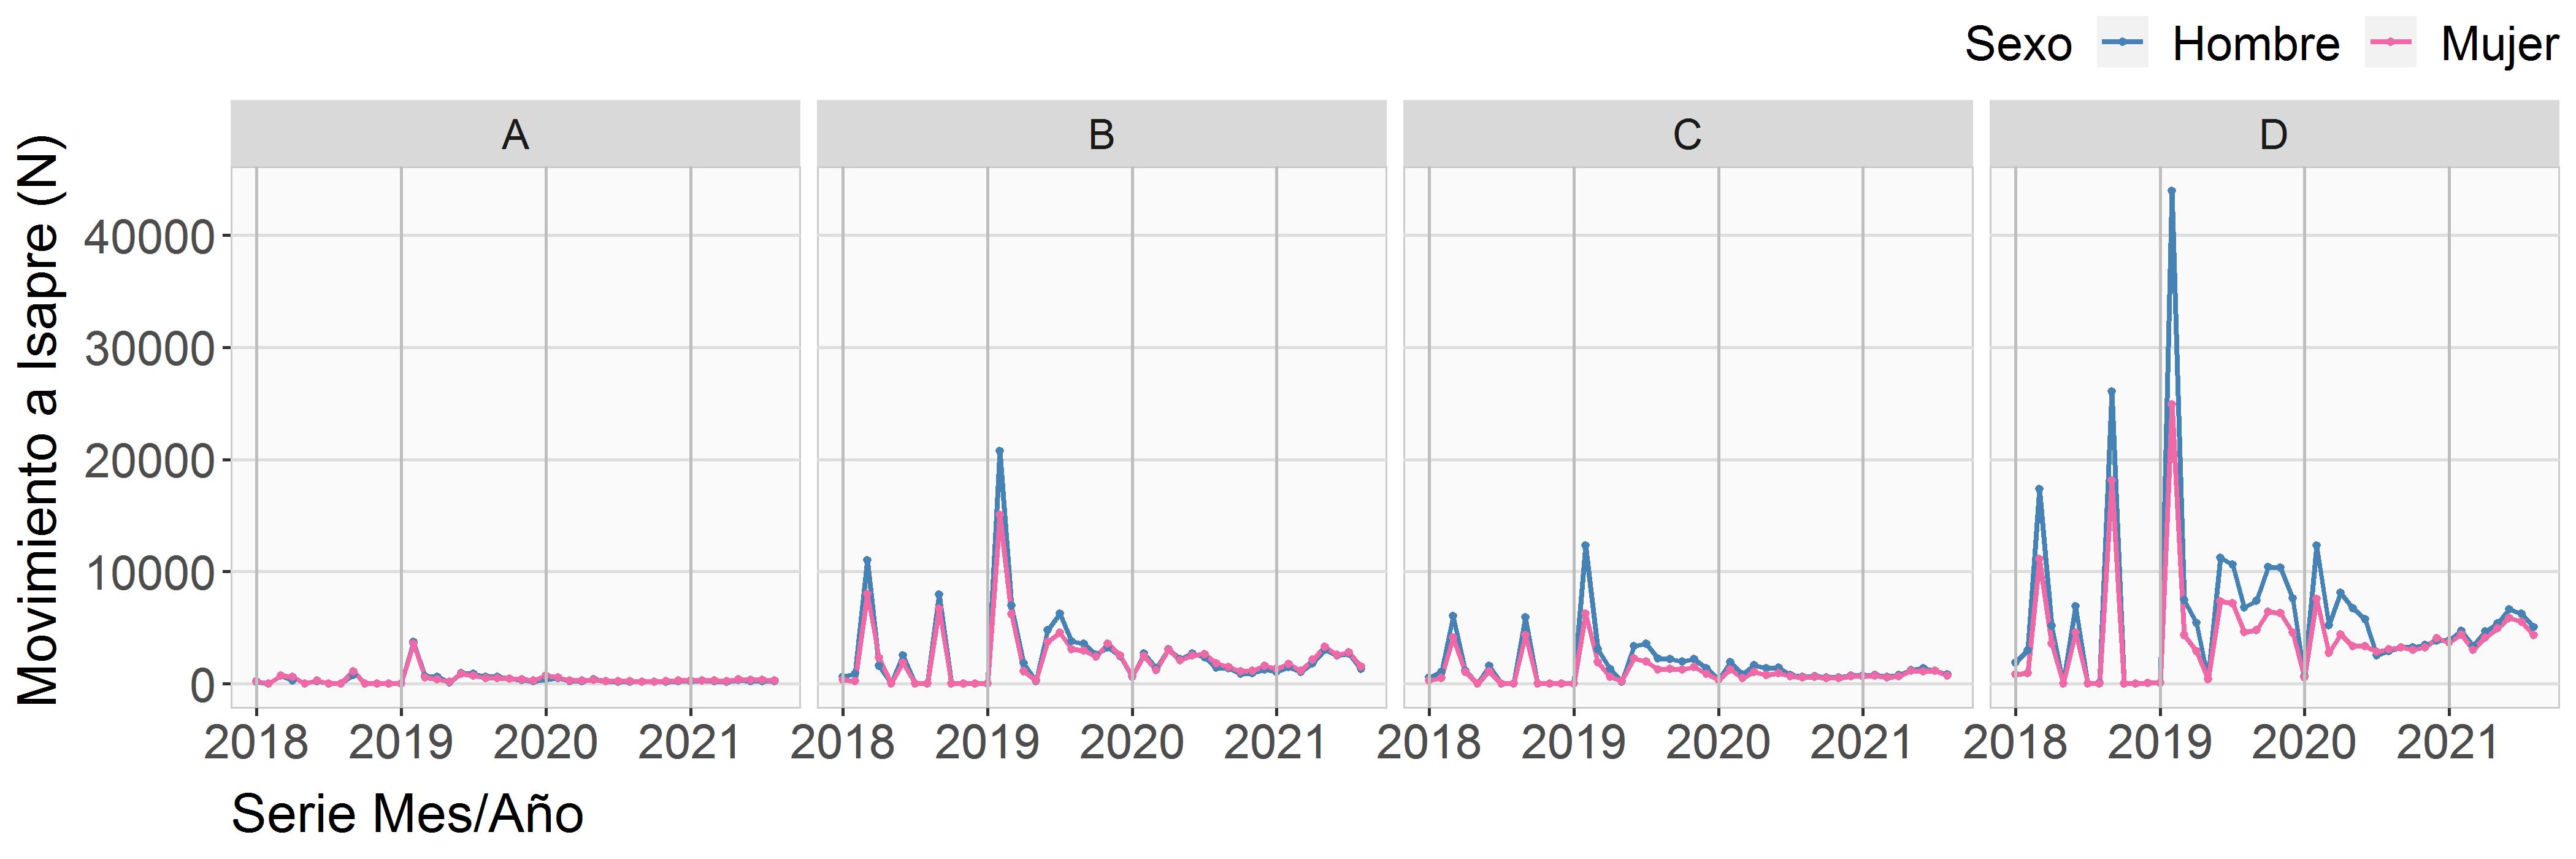 Sexo Hombre Mujer
A B C D
Movimiento a Isapre (N)
40000
30000
20000
10000
0
2018 2019 2020 2021 2018 2019 2020 2021 2018 2019 2020 2021 2018 2019 2020 2021
Serie Mes/Año